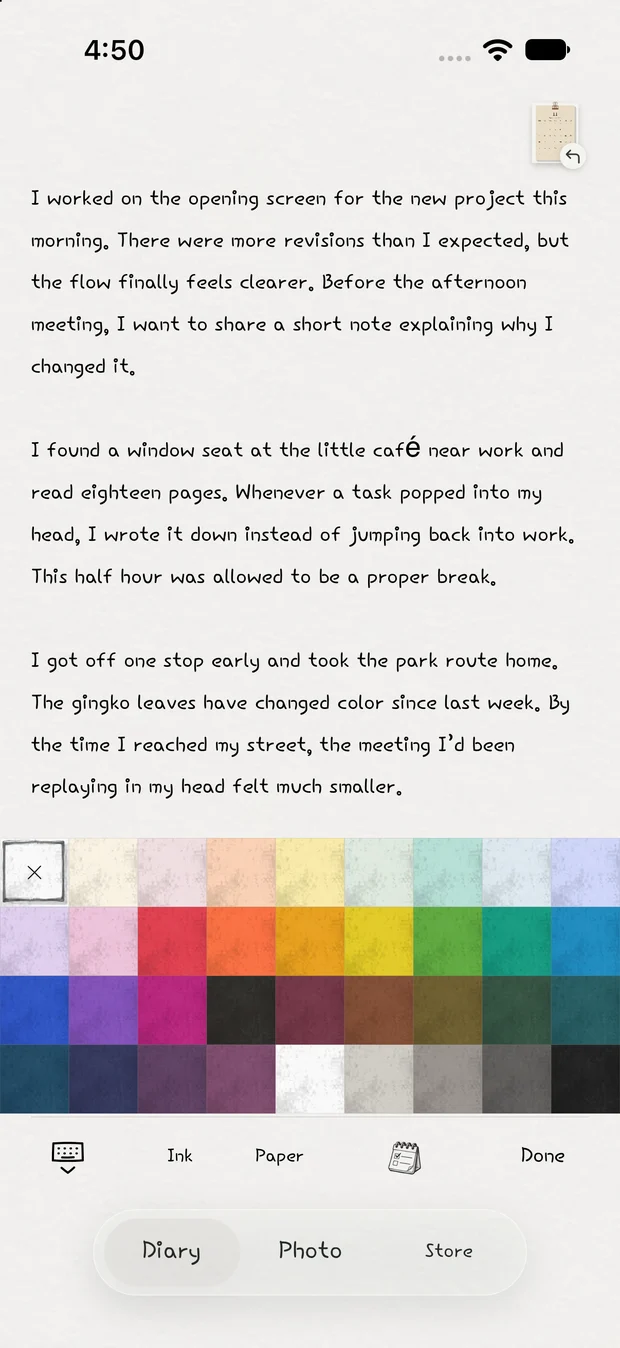 4:50
I worked on the opening screen for the new project this
morning. There were more revisions than I expected, but
the flow finally feels clearer. Before the afternoon
meeting, I want to share a short note explaining why I
changed it.
I found a window seat at the little café near work and
read eighteen pages. Whenever a task popped into my
head, I wrote it down instead of jumping back into work.
This half hour was allowed to be a proper break.
I got off one stop early and took the park route home.
The gingko leaves have changed color since last week. By
the time I reached my street, the meeting I’d been
replaying in my head felt much smaller.
Ink Paper Done
Diary Photo Store